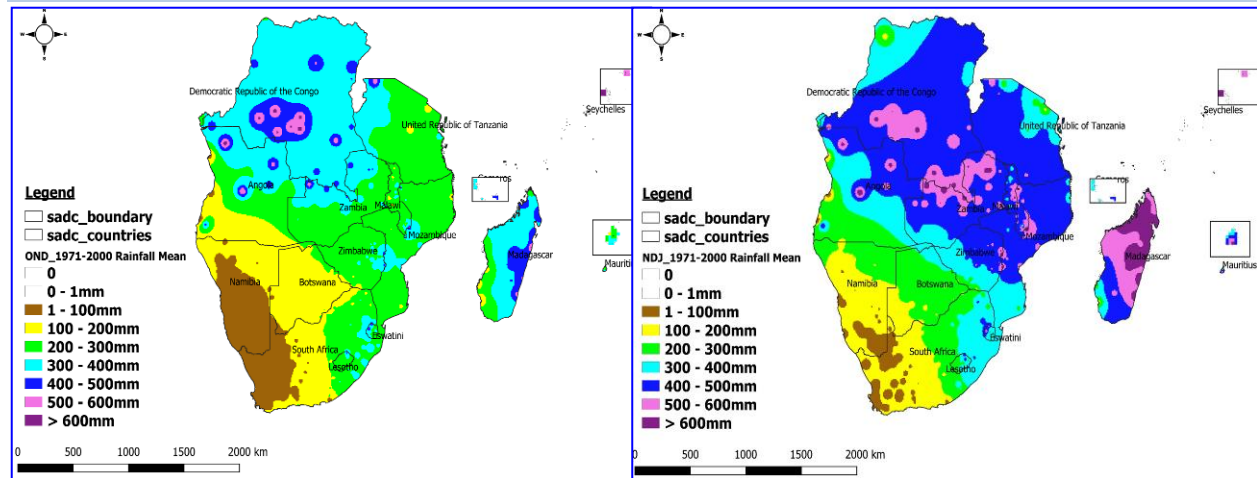 N
W E
S
Democratic Republic of the Congo
Seychelles
United Republic of Tanzania
Comoros
Angola
Malawi
Zambia
Mozambique
Zimbabwe
Madagascar
Mauritius
Namibia
Botswana
Eswatini
South Africa
Lesotho
Legend
sadc_boundary
sadc_countries
OND_1971-2000 Rainfall Mean
0
0 - 1mm
1 - 100mm
100 - 200mm
200 - 300mm
300 - 400mm
400 - 500mm
500 - 600mm
> 600mm
0 500 1000 1500 2000 km
N
W E
S
Democratic Republic of the Congo
Seychelles
United Republic of Tanzania
Comoros
Angola
Zambia
Mozambique
Zimbabwe
Madagascar
Mauritius
Namibia
Botswana
Eswatini
South Africa
Lesotho
Legend
sadc_boundary
sadc_countries
NDJ_1971-2000 Rainfall Mean
0
0 - 1mm
1 - 100mm
100 - 200mm
200 - 300mm
300 - 400mm
400 - 500mm
500 - 600mm
> 600mm
0 500 1000 1500 2000 km